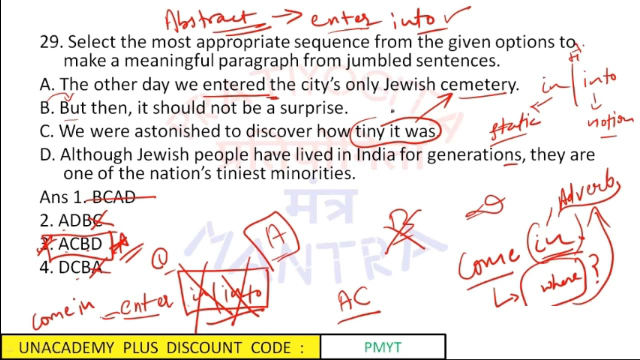 Abstract → enter into ✓
29. Select the most appropriate sequence from the given options to
make a meaningful paragraph from jumbled sentences.
A. The other day we entered the city's only Jewish cemetery.
in | into
B. But then, it should not be a surprise.
static motion
C. We were astonished to discover how tiny it was
D. Although Jewish people have lived in India for generations, they are
one of the nation's tiniest minorities.
Ans 1. BCAD
2. ADBC
3. ACBD
4. DCBA
A
B
Adverb
Come in
where ?
come in = enter in into
AC
PRATIYOGITA
प्रतियोगिता
मंत्र
MANTRA
UNACADEMY PLUS DISCOUNT CODE : PMYT